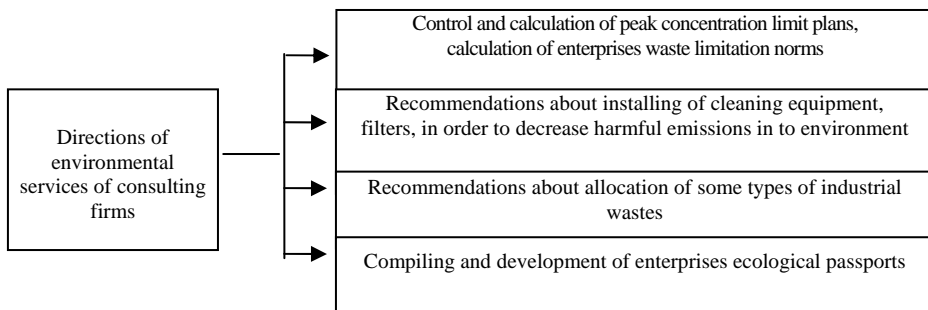 Directions of
environmental
services of consulting
firms
Control and calculation of peak concentration limit plans,
calculation of enterprises waste limitation norms
Recommendations about installing of cleaning equipment,
filters, in order to decrease harmful emissions in to environment
Recommendations about allocation of some types of industrial
wastes
Compiling and development of enterprises ecological passports